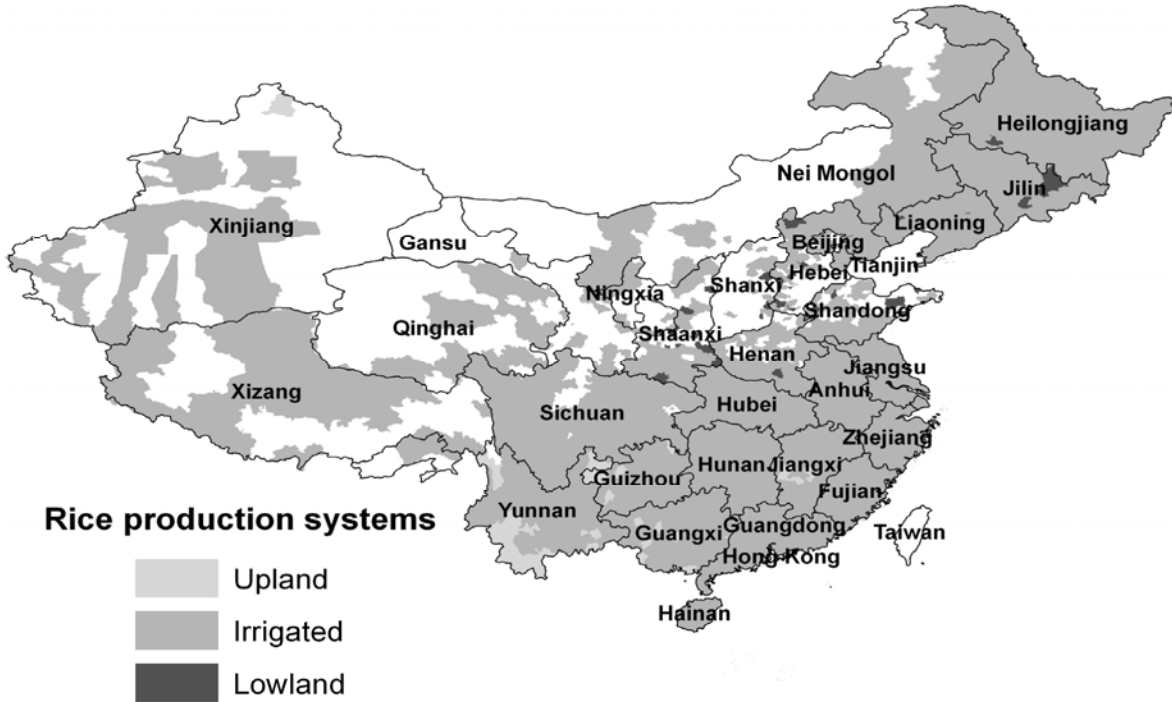 Heilongjiang
Nei Mongol
Jilin
Liaoning
Xinjiang
Gansu
Beijing
Tianjin
Hebei
Shanxi
Ningxia
Shandong
Qinghai
Shaanxi
Henan
Jiangsu
Anhui
Xizang
Sichuan
Hubei
Zhejiang
Hunan
Jiangxi
Guizhou
Fujian
Yunnan
Guangxi
Guangdong
Taiwan
Hong Kong
Hainan
Rice production systems
Upland
Irrigated
Lowland